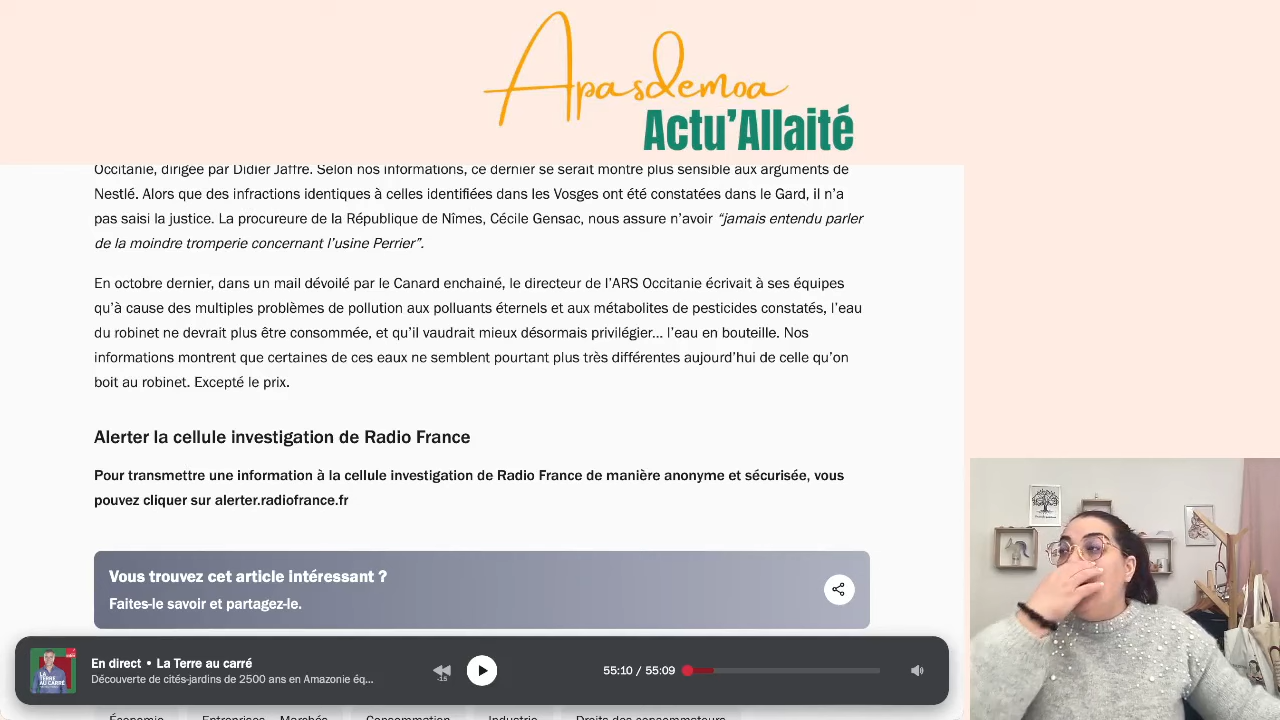 Apasdemoa
Actu’Allaité
Occitanie, dirigée par Didier Jaffre. Selon nos informations, ce dernier se serait montré plus sensible aux arguments de
Nestlé. Alors que des infractions identiques à celles identifiées dans les Vosges ont été constatées dans le Gard, il n’a
pas saisi la justice. La procureure de la République de Nîmes, Cécile Gensac, nous assure n’avoir “jamais entendu parler
de la moindre tromperie concernant l’usine Perrier”.
En octobre dernier, dans un mail dévoilé par le Canard enchainé, le directeur de l’ARS Occitanie écrivait à ses équipes
qu’à cause des multiples problèmes de pollution aux polluants éternels et aux métabolites de pesticides constatés, l’eau
du robinet ne devrait plus être consommée, et qu’il vaudrait mieux désormais privilégier... l’eau en bouteille. Nos
informations montrent que certaines de ces eaux ne semblent pourtant plus très différentes aujourd’hui de celle qu’on
boit au robinet. Excepté le prix.
Alerter la cellule investigation de Radio France
Pour transmettre une information à la cellule investigation de Radio France de manière anonyme et sécurisée, vous
pouvez cliquer sur alerter.radiofrance.fr
Vous trouvez cet article intéressant ?
Faites-le savoir et partagez-le.
En direct • La Terre au carré
Découverte de cités-jardins de 2500 ans en Amazonie éq...
-15
55:10 / 55:09
Économie Entreprises - Marchés Consommation Industrie Droits des consommateurs